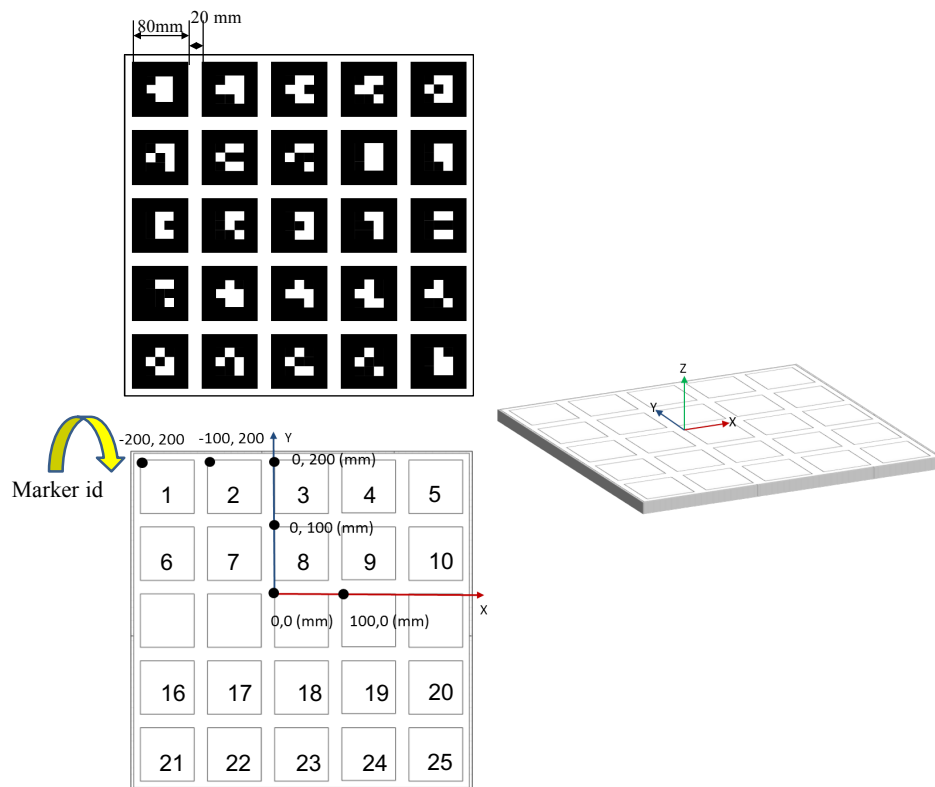 20 mm
80mm
-200, 200
-100, 200
Y
0, 200 (mm)
Marker id
1
2
3
4
5
0, 100 (mm)
6
7
8
9
10
X
0,0 (mm)
100,0 (mm)
16
17
18
19
20
21
22
23
24
25
Z
Y
X